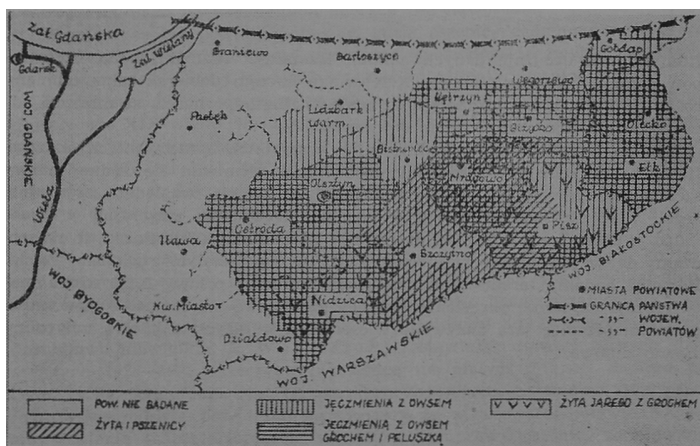 Zal. Gdańska
Zal. Wiślany
Gdańsk
Braniewo
Bartoszyce
Gołdap
Węgorzewo
Kętrzyn
Lidzbark
warm.
Pasłęk
Giżycko
Olecko
WOJ. GDAŃSKIE
Biskupiec
Mrągowo
Ełk
Olsztyn
Wisła
Ostróda
Pisz
Iława
Szczytno
WOJ. BIAŁOSTOCKIE
WOJ BYDGOSKIE
Nw. Miasto
Nidzica
Działdowo
WOJ. WARSZAWSKIE
MIASTA POWIATOWE
GRANICA PAŃSTWA
-„- WOJEW.
-„- POWIATÓW
POW. NIE BADANE
JĘCZMIENIA Z OWSEM
ŻYTA JAREGO Z GROCHEM
ŻYTA I PSZENICY
JĘCZMIENIA Z OWSEM
GROCHEM I PELUSZKĄ